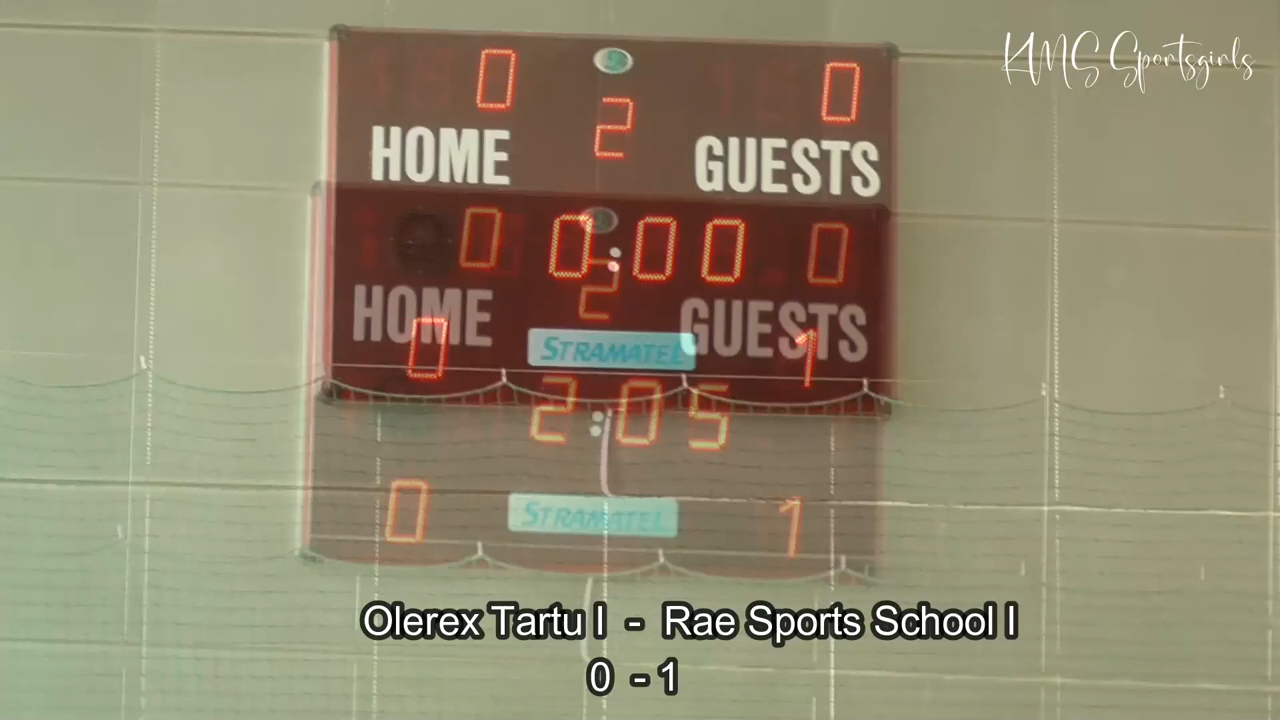 KMS Sportsgirls
0 2 0
HOME GUESTS
0 0:00 0
2
HOME GUESTS
0 STRAMATEL 1
2:05
0 STRAMATEL 1
Olerex Tartu I - Rae Sports School I
0 - 1